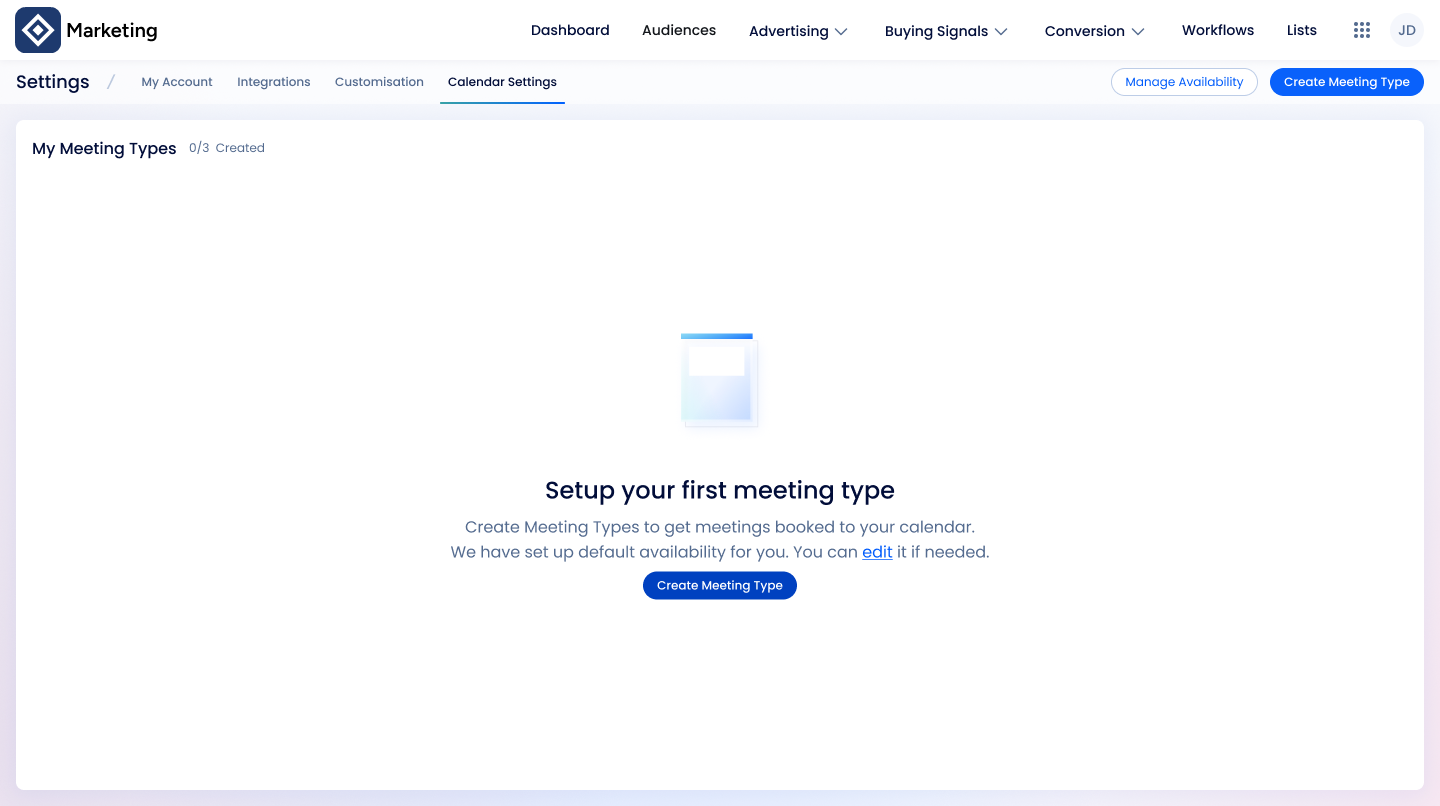 Marketing
Dashboard Audiences Advertising Buying Signals Conversion Workflows Lists JD
Settings / My Account Integrations Customisation Calendar Settings Manage Availability Create Meeting Type
My Meeting Types 0/3 Created
Setup your first meeting type
Create Meeting Types to get meetings booked to your calendar.
We have set up default availability for you. You can edit it if needed.
Create Meeting Type